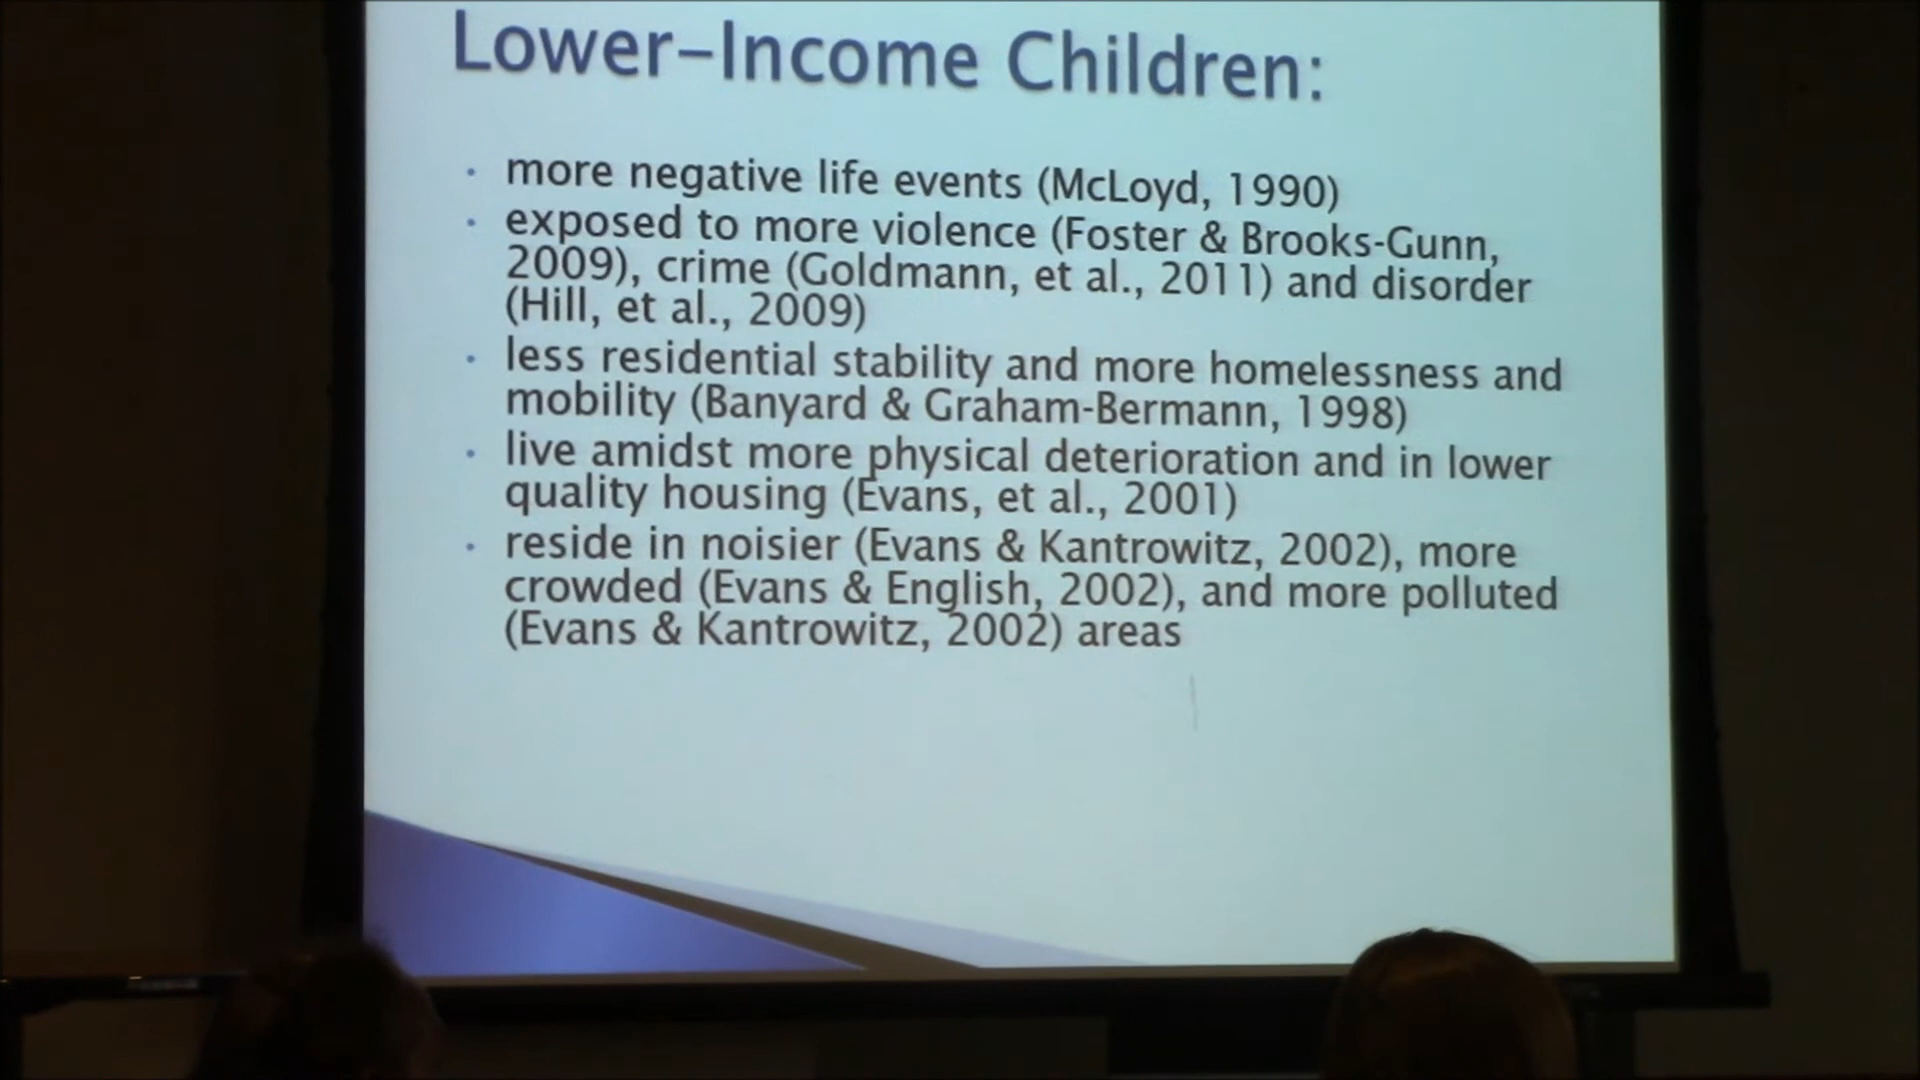 Lower-Income Children:
• more negative life events (McLoyd, 1990)
• exposed to more violence (Foster & Brooks-Gunn,
2009), crime (Goldmann, et al., 2011) and disorder
(Hill, et al., 2009)
• less residential stability and more homelessness and
mobility (Banyard & Graham-Bermann, 1998)
• live amidst more physical deterioration and in lower
quality housing (Evans, et al., 2001)
• reside in noisier (Evans & Kantrowitz, 2002), more
crowded (Evans & English, 2002), and more polluted
(Evans & Kantrowitz, 2002) areas